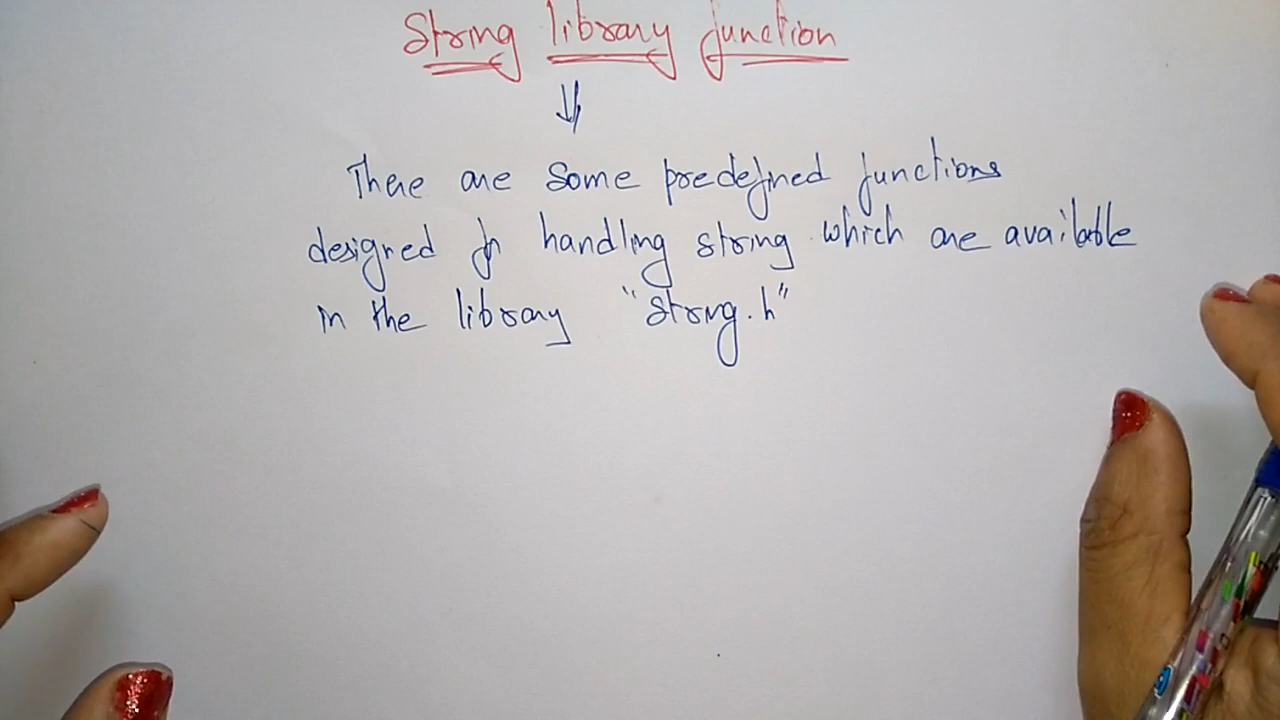 String library function
There are some predefined functions
designed for handling string which are available
in the library "string.h"